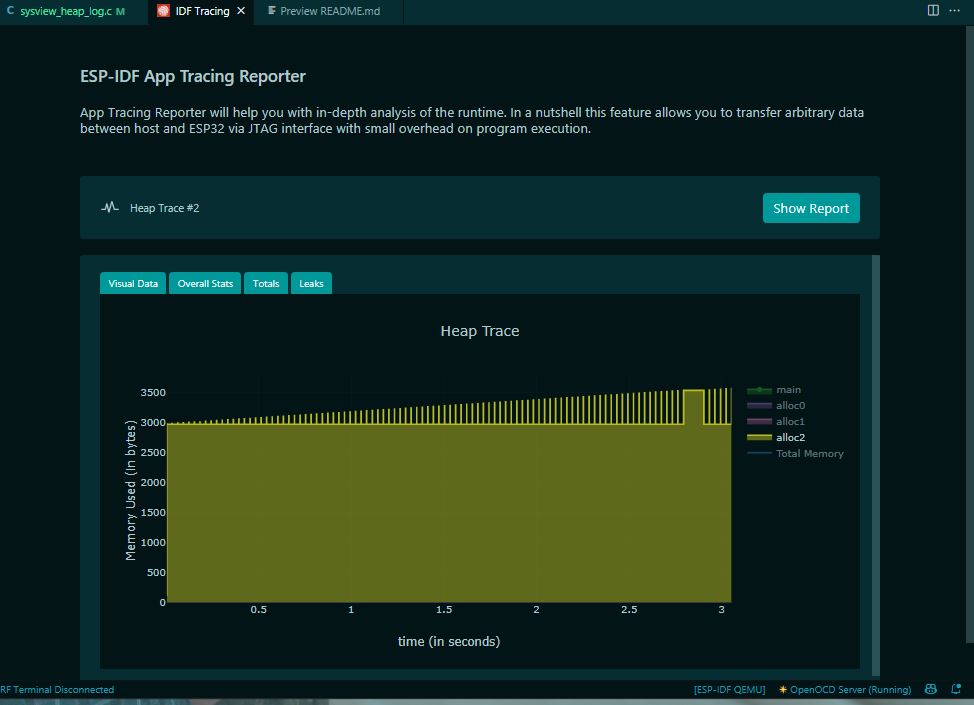 C sysview_heap_log.c M
IDF Tracing
Preview README.md
ESP-IDF App Tracing Reporter
App Tracing Reporter will help you with in-depth analysis of the runtime. In a nutshell this feature allows you to transfer arbitrary data
between host and ESP32 via JTAG interface with small overhead on program execution.
Heap Trace #2
Show Report
Visual Data
Overall Stats
Totals
Leaks
Heap Trace
3500
3000
2500
2000
1500
1000
500
0
Memory Used (In bytes)
main
alloc0
alloc1
alloc2
Total Memory
0.5
1
1.5
2
2.5
3
time (in seconds)
RF Terminal Disconnected
[ESP-IDF QEMU]
OpenOCD Server (Running)